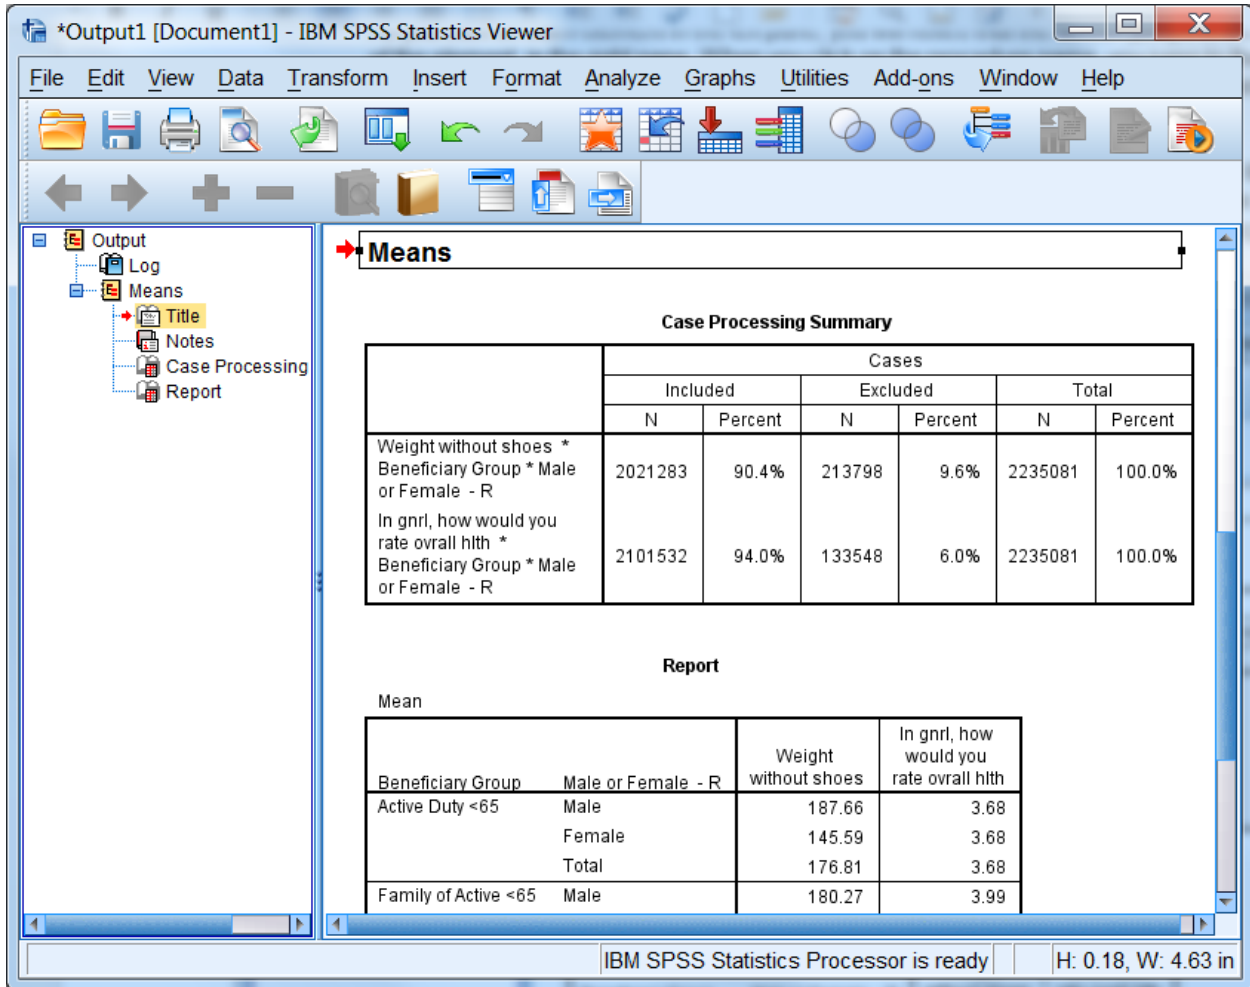 *Output1 [Document1] - IBM SPSS Statistics Viewer
File Edit View Data Transform Insert Format Analyze Graphs Utilities Add-ons Window Help
Output
Log
Means
Title
Notes
Case Processing
Report
Means
Case Processing Summary
Cases
Included Excluded Total
N Percent N Percent N Percent
Weight without shoes *
Beneficiary Group * Male
or Female - R
2021283 90.4% 213798 9.6% 2235081 100.0%
In gnrl, how would you
rate ovrall hlth *
Beneficiary Group * Male
or Female - R
2101532 94.0% 133548 6.0% 2235081 100.0%
Report
Mean
Beneficiary Group Male or Female - R
Weight
without shoes
In gnrl, how
would you
rate ovrall hlth
Active Duty <65 Male 187.66 3.68
Female 145.59 3.68
Total 176.81 3.68
Family of Active <65 Male 180.27 3.99
IBM SPSS Statistics Processor is ready H: 0.18, W: 4.63 in